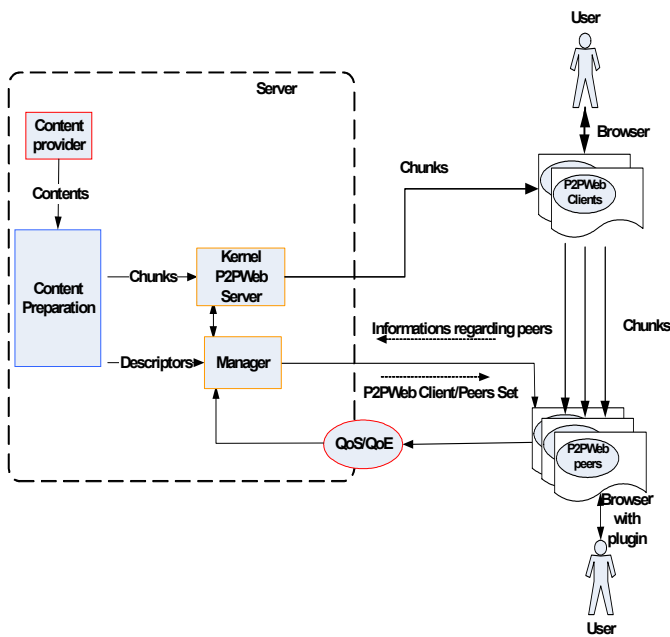 User
Server
Content
provider
Browser
Chunks
P2PWeb
Clients
Contents
Kernel
P2PWeb
Server
Content
Preparation
Chunks
Informations regarding peers
Chunks
Descriptors
Manager
P2PWeb Client/Peers Set
QoS/QoE
P2PWeb
peers
Browser
with
plugin
User